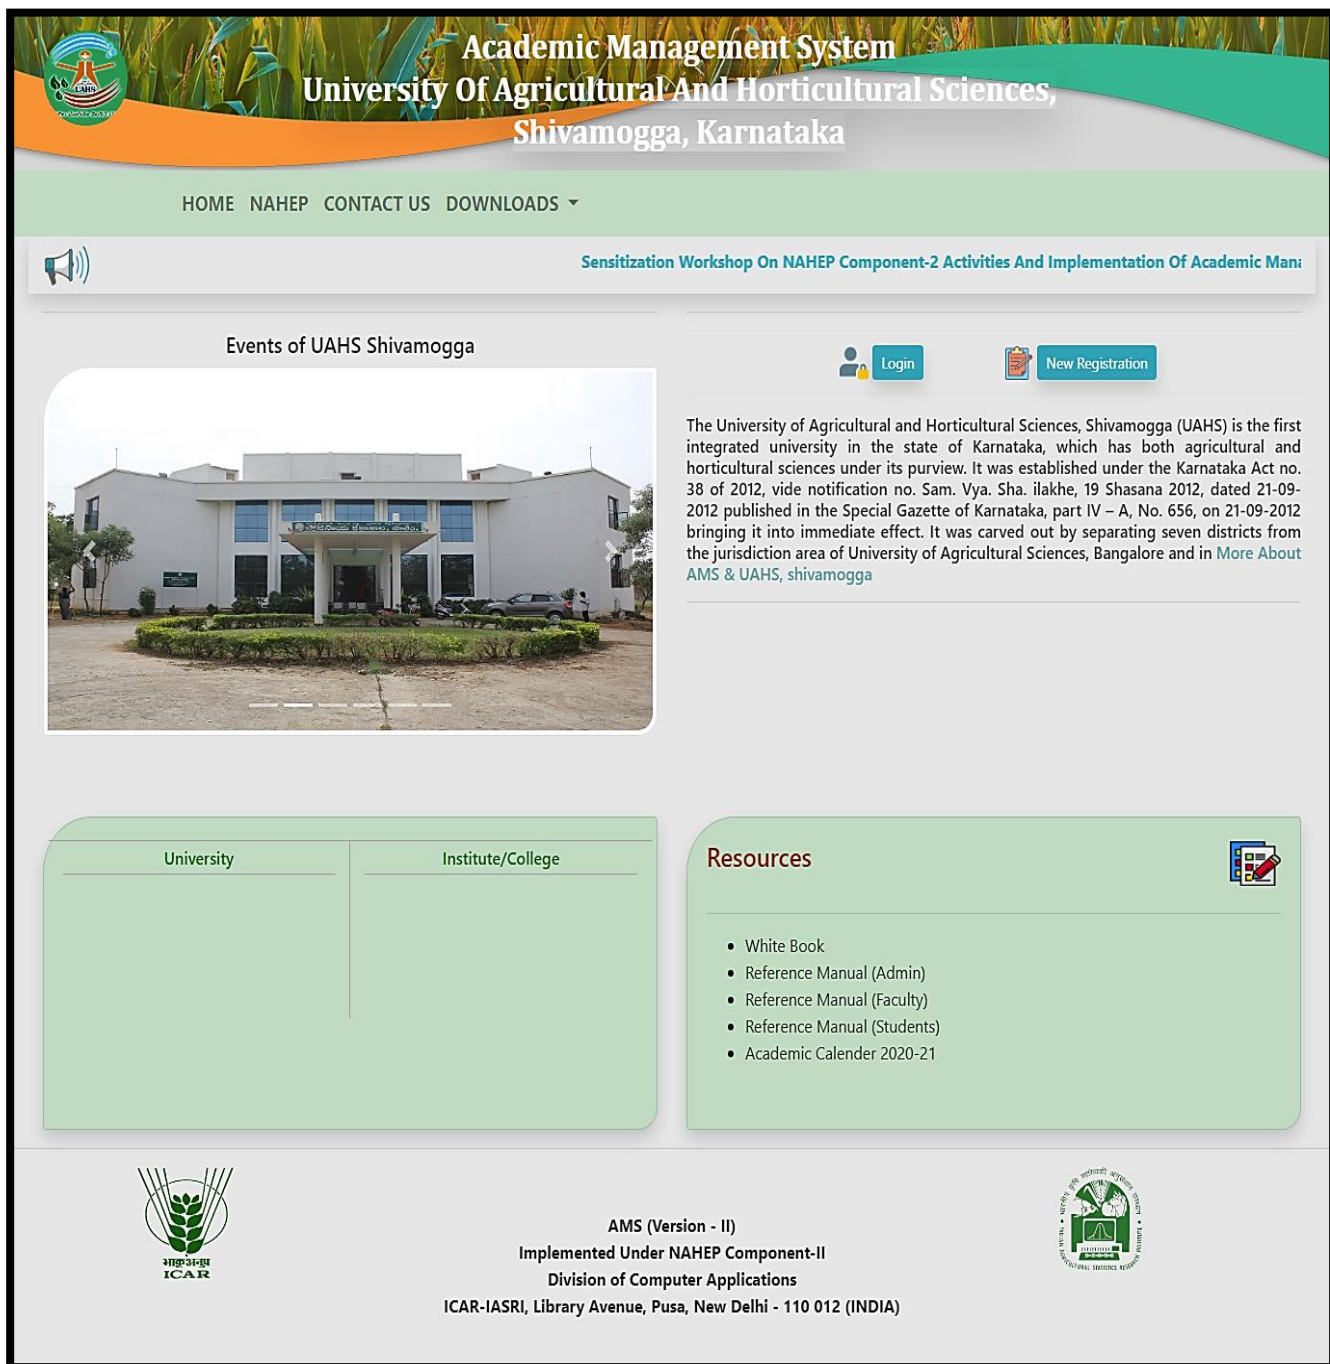 Academic Management System
University Of Agricultural And Horticultural Sciences,
Shivamogga, Karnataka
UAHS
HOME NAHEP CONTACT US DOWNLOADS
Sensitization Workshop On NAHEP Component-2 Activities And Implementation Of Academic Mana
Events of UAHS Shivamogga
Login
New Registration
The University of Agricultural and Horticultural Sciences, Shivamogga (UAHS) is the first
integrated university in the state of Karnataka, which has both agricultural and
horticultural sciences under its purview. It was established under the Karnataka Act no.
38 of 2012, vide notification no. Sam. Vya. Sha. ilakhe, 19 Shasana 2012, dated 21-09-
2012 published in the Special Gazette of Karnataka, part IV – A, No. 656, on 21-09-2012
bringing it into immediate effect. It was carved out by separating seven districts from
the jurisdiction area of University of Agricultural Sciences, Bangalore and in More About
AMS & UAHS, shivamogga
University
Institute/College
Resources
White Book
Reference Manual (Admin)
Reference Manual (Faculty)
Reference Manual (Students)
Academic Calender 2020-21
भाकृअनुप
ICAR
AMS (Version - II)
Implemented Under NAHEP Component-II
Division of Computer Applications
ICAR-IASRI, Library Avenue, Pusa, New Delhi - 110 012 (INDIA)